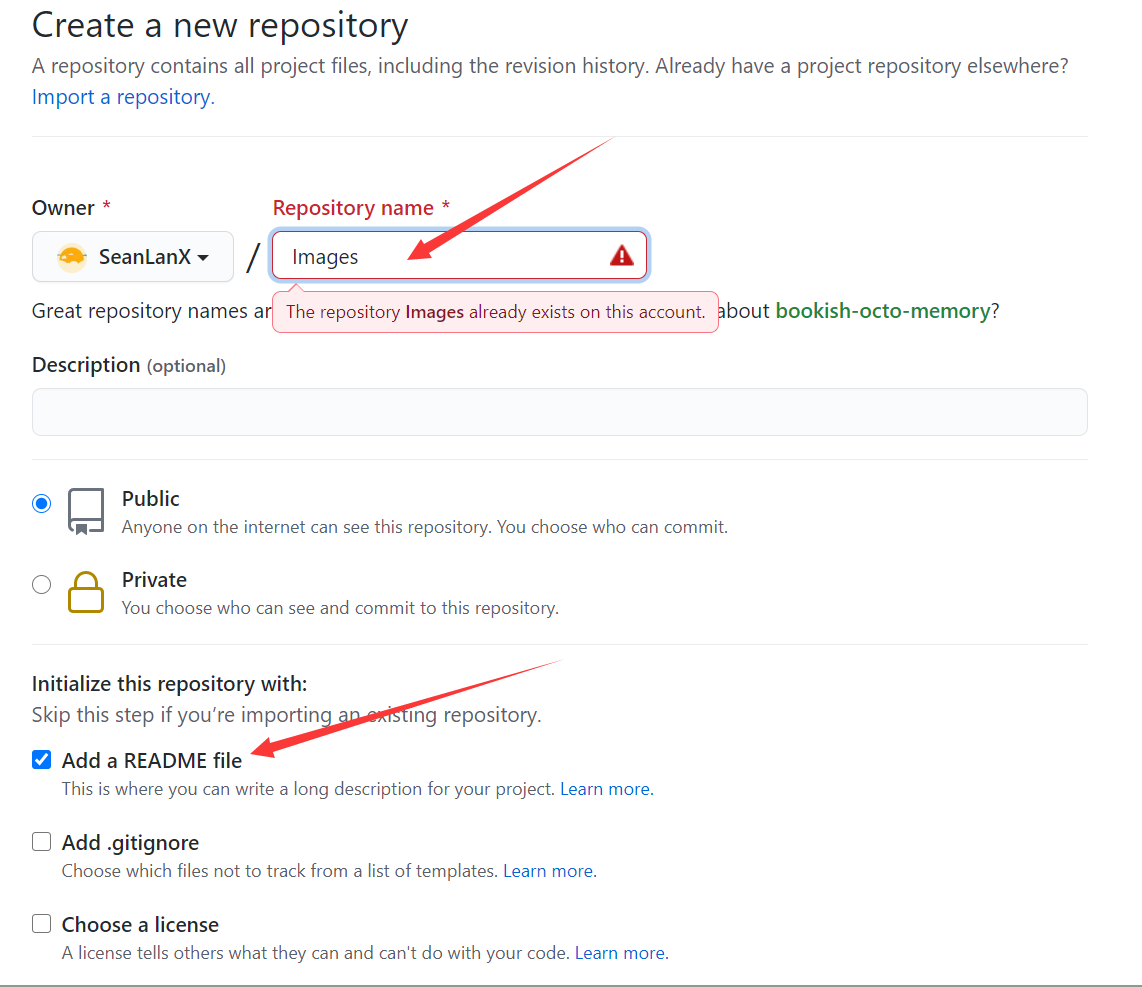 Create a new repository
A repository contains all project files, including the revision history. Already have a project repository elsewhere?
Import a repository.
Owner * Repository name *
SeanLanX / Images
Great repository names ar
The repository Images already exists on this account.
about bookish-octo-memory?
Description (optional)
Public
Anyone on the internet can see this repository. You choose who can commit.
Private
You choose who can see and commit to this repository.
Initialize this repository with:
Skip this step if you’re importing an existing repository.
Add a README file
This is where you can write a long description for your project. Learn more.
Add .gitignore
Choose which files not to track from a list of templates. Learn more.
Choose a license
A license tells others what they can and can't do with your code. Learn more.